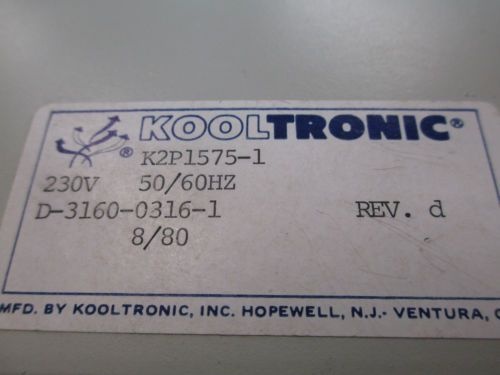 KOOLTRONIC®
® K2P1575-1
230V 50/60HZ
D-3160-0316-1 REV. d
8/80
MFD. BY KOOLTRONIC, INC. HOPEWELL, N.J.- VENTURA,